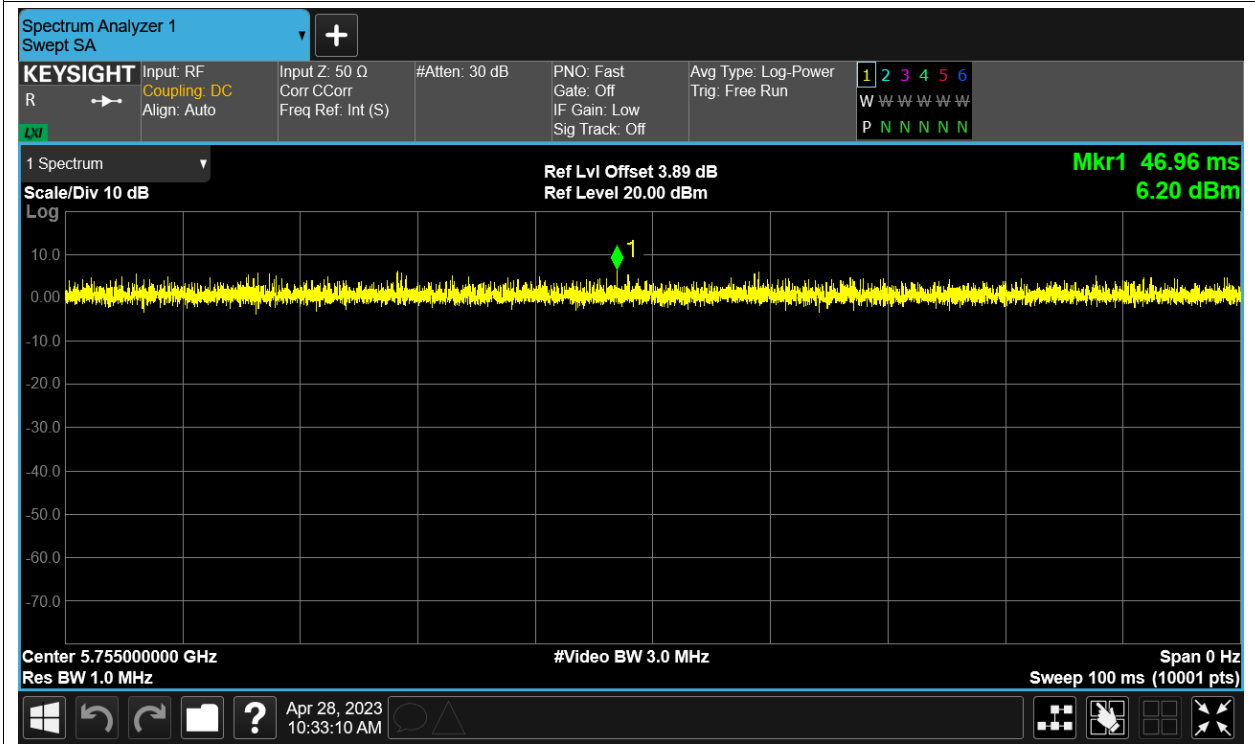 Spectrum Analyzer 1
Swept SA
KEYSIGHT
R
LXI
Input: RF
Coupling: DC
Align: Auto
Input Z: 50 Ω
Corr CCorr
Freq Ref: Int (S)
#Atten: 30 dB
PNO: Fast
Gate: Off
IF Gain: Low
Sig Track: Off
Avg Type: Log-Power
Trig: Free Run
1 2 3 4 5 6
W W W W W W
P N N N N N
1 Spectrum
Scale/Div 10 dB
Ref Lvl Offset 3.89 dB
Ref Level 20.00 dBm
Mkr1 46.96 ms
6.20 dBm
Log
1
10.0
0.00
-10.0
-20.0
-30.0
-40.0
-50.0
-60.0
-70.0
Center 5.755000000 GHz
#Video BW 3.0 MHz
Span 0 Hz
Res BW 1.0 MHz
Sweep 100 ms (10001 pts)
?
Apr 28, 2023
10:33:10 AM